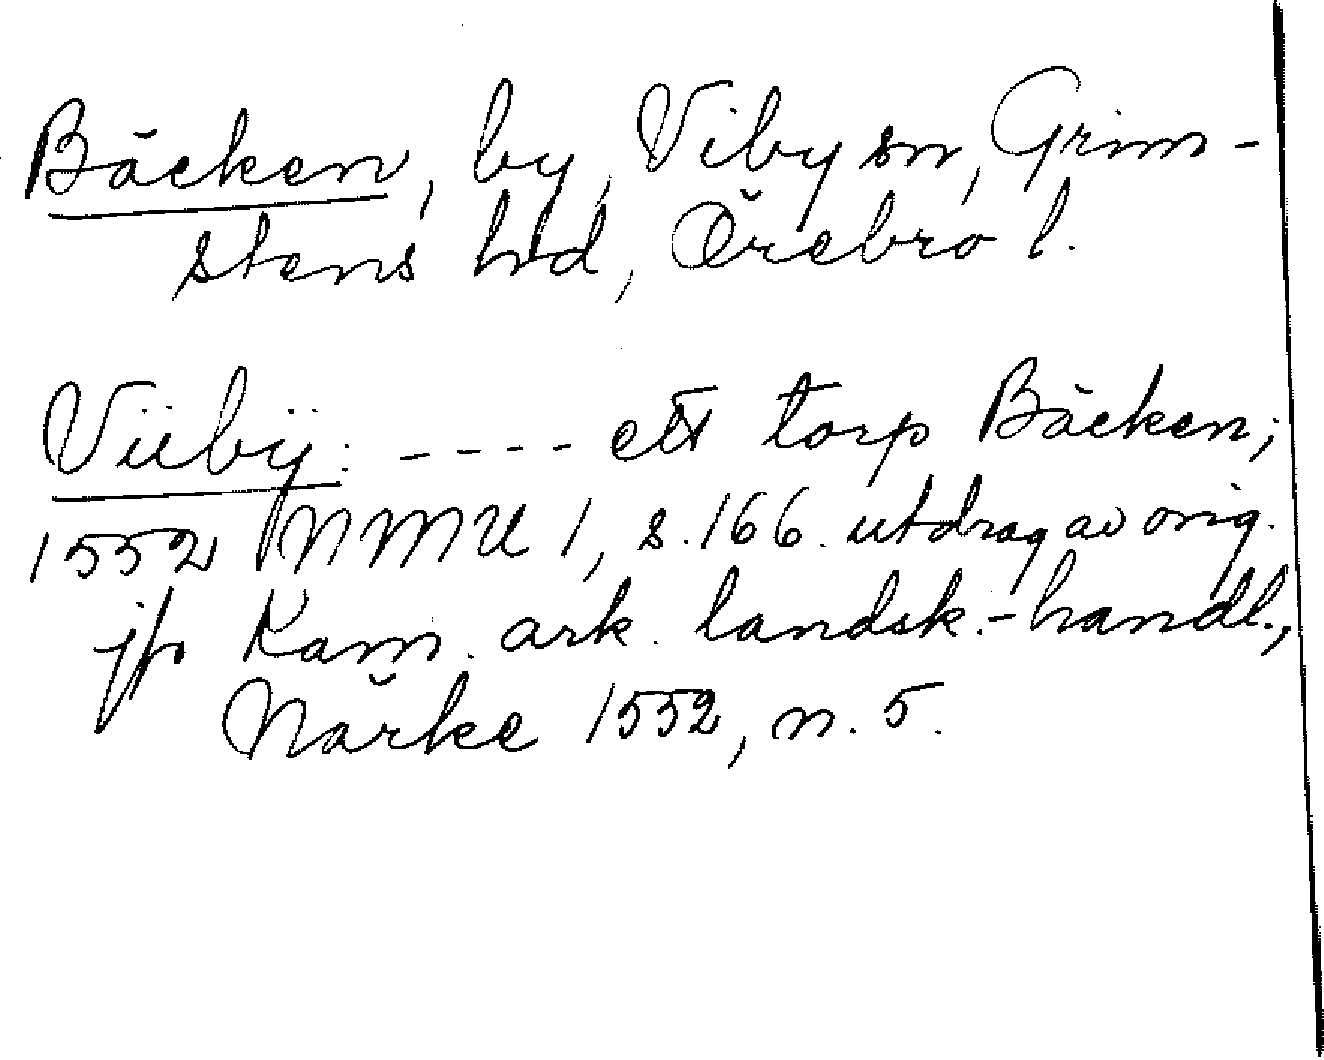 Bäcken, by, Viby sn, Grim-
stens hd, Örebro l.
Viibÿ: ---- ett torp Bäcken;
1552 NMU 1, s. 166. utdrag av orig.
jfr Kam. ark. landsk.-handl.,
Närke 1552, n. 5.